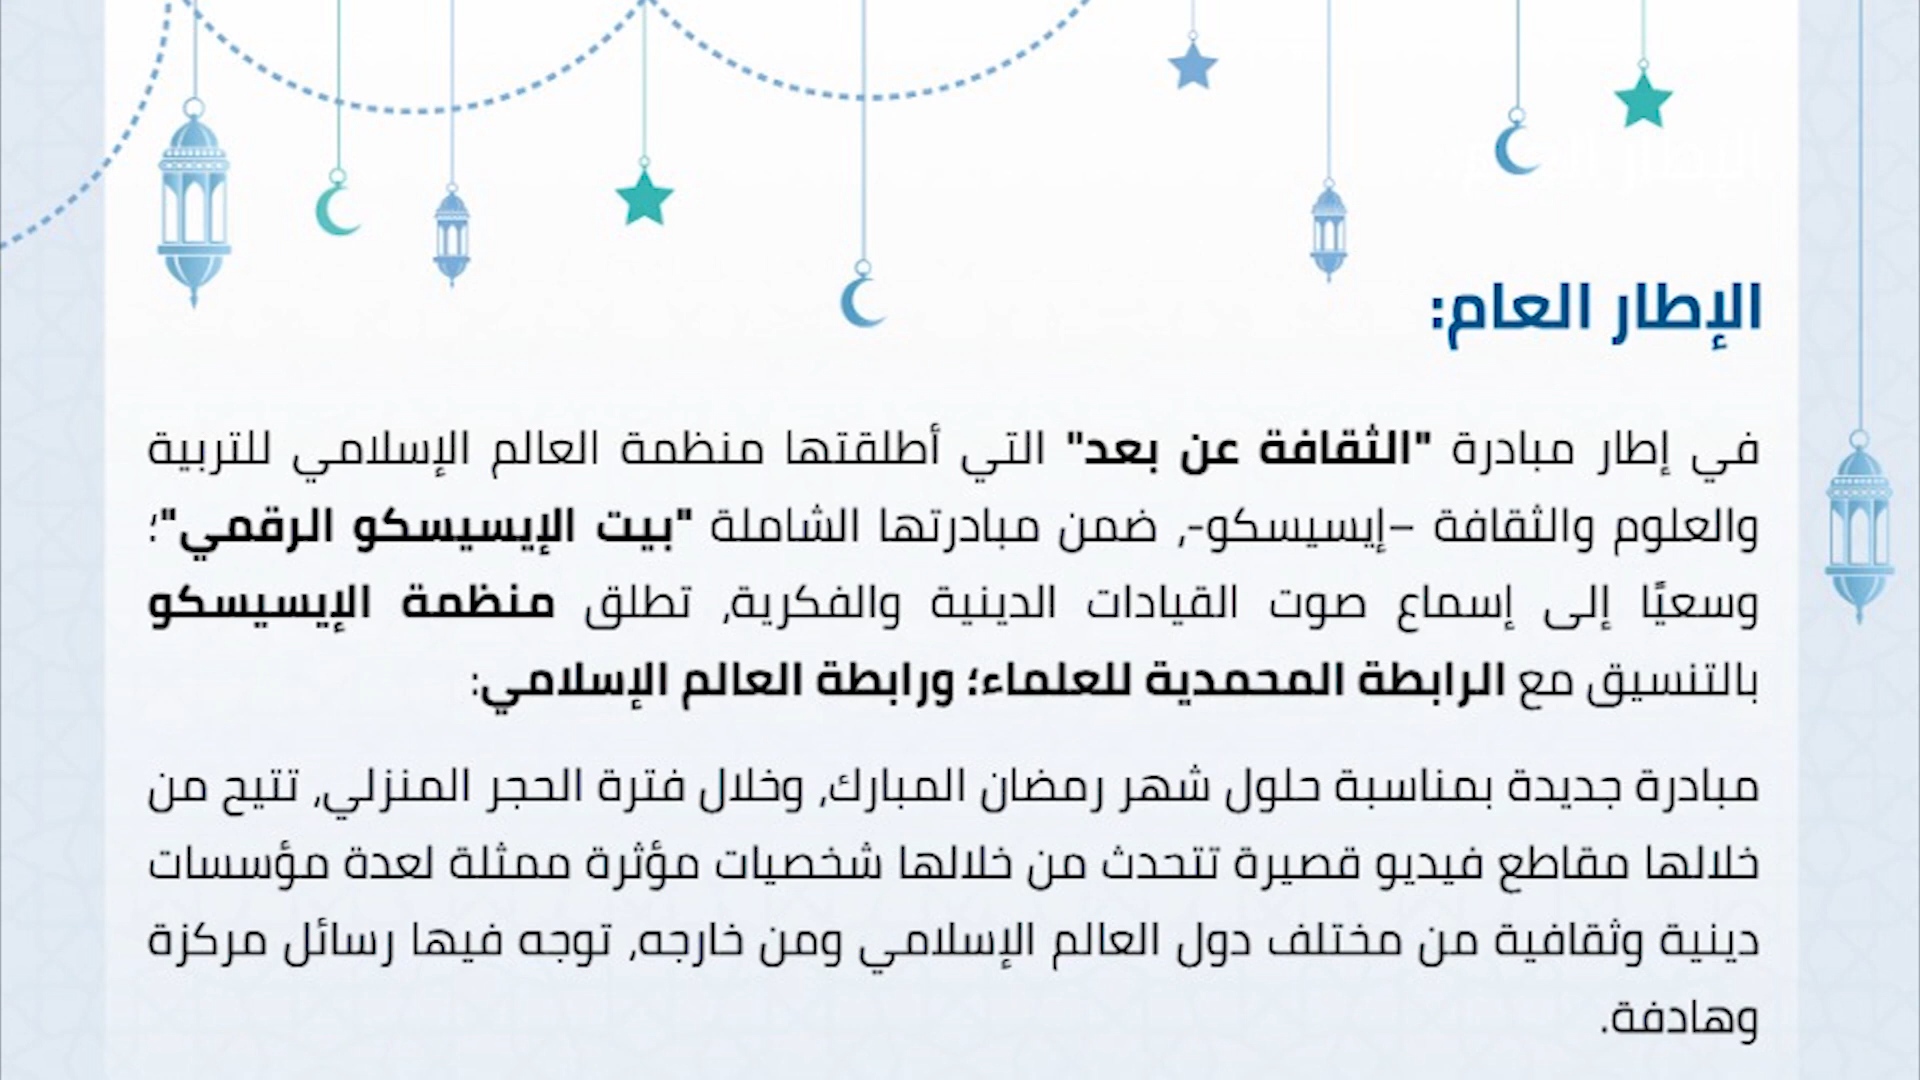 الإطار العام:
في إطار مبادرة "الثقافة عن بعد" التي أطلقتها منظمة العالم الإسلامي للتربية
والعلوم والثقافة –إيسيسكو-, ضمن مبادرتها الشاملة "بيت الإيسيسكو الرقمي"؛
وسعيًا إلى إسماع صوت القيادات الدينية والفكرية, تطلق منظمة الإيسيسكو
بالتنسيق مع الرابطة المحمدية للعلماء؛ ورابطة العالم الإسلامي:
مبادرة جديدة بمناسبة حلول شهر رمضان المبارك, وخلال فترة الحجر المنزلي, تتيح من
خلالها مقاطع فيديو قصيرة تتحدث من خلالها شخصيات مؤثرة ممثلة لعدة مؤسسات
دينية وثقافية من مختلف دول العالم الإسلامي ومن خارجه, توجه فيها رسائل مركزة
وهادفة.